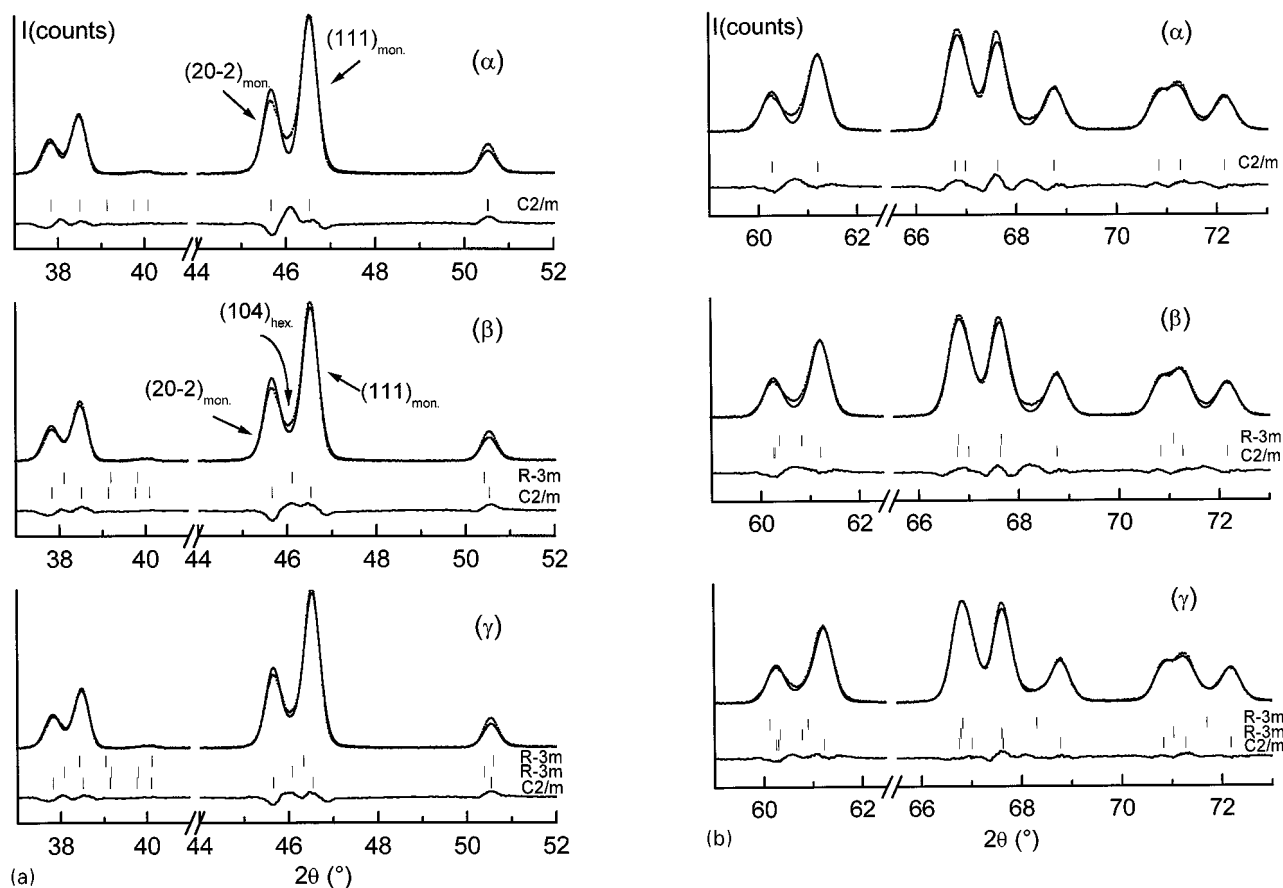 I(counts)
(20-2)mon.
(111)mon.
(α)
C2/m
38 40 44 46 48 50 52
(104)hex.
(20-2)mon.
(111)mon.
(β)
R-3m
C2/m
38 40 44 46 48 50 52
(γ)
R-3m
R-3m
C2/m
38 40 44 46 48 50 52
(a)
2θ (°)
I(counts)
(α)
C2/m
60 62 66 68 70 72
(β)
R-3m
C2/m
60 62 66 68 70 72
(γ)
R-3m
R-3m
C2/m
60 62 66 68 70 72
(b)
2θ (°)